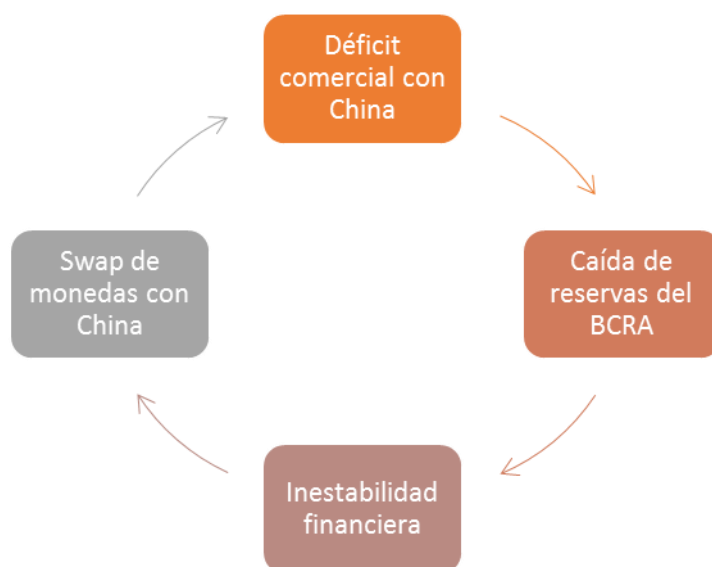 Déficit
comercial con
China
Caída de
reservas del
BCRA
Inestabilidad
financiera
Swap de
monedas con
China